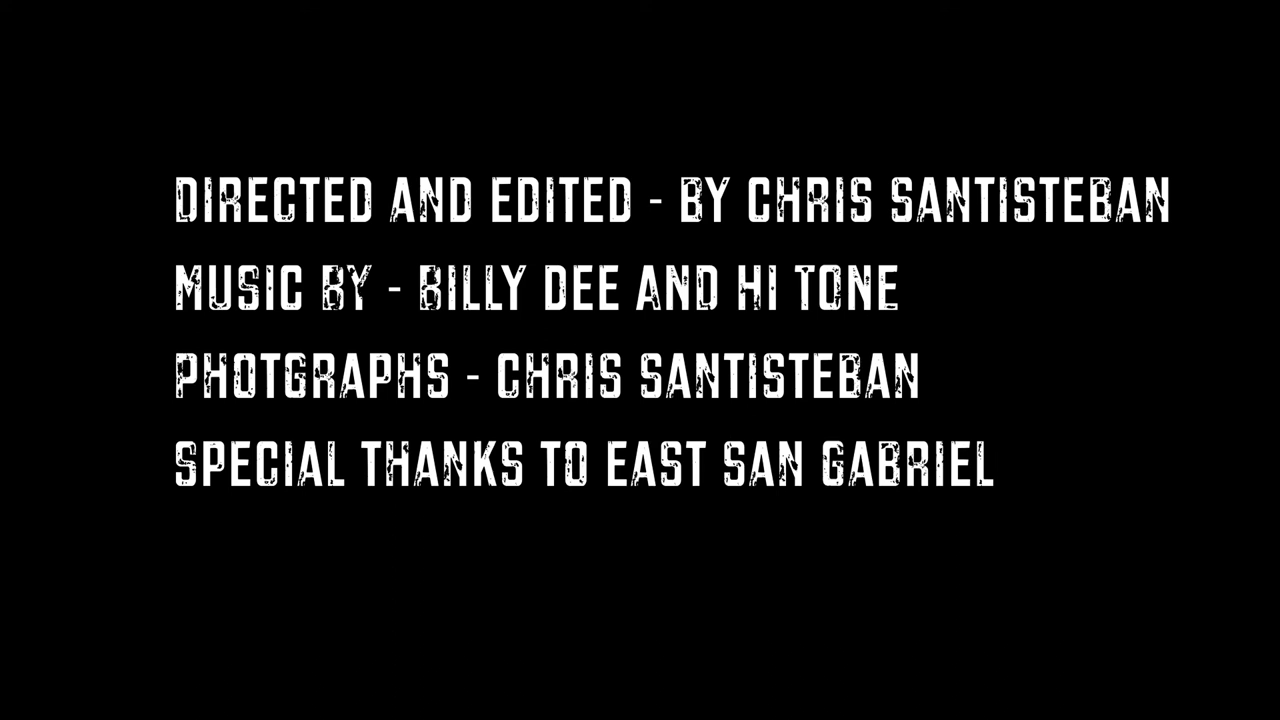 DIRECTED AND EDITED - BY CHRIS SANTISTEBAN
MUSIC BY - BILLY DEE AND HI TONE
PHOTGRAPHS - CHRIS SANTISTEBAN
SPECIAL THANKS TO EAST SAN GABRIEL